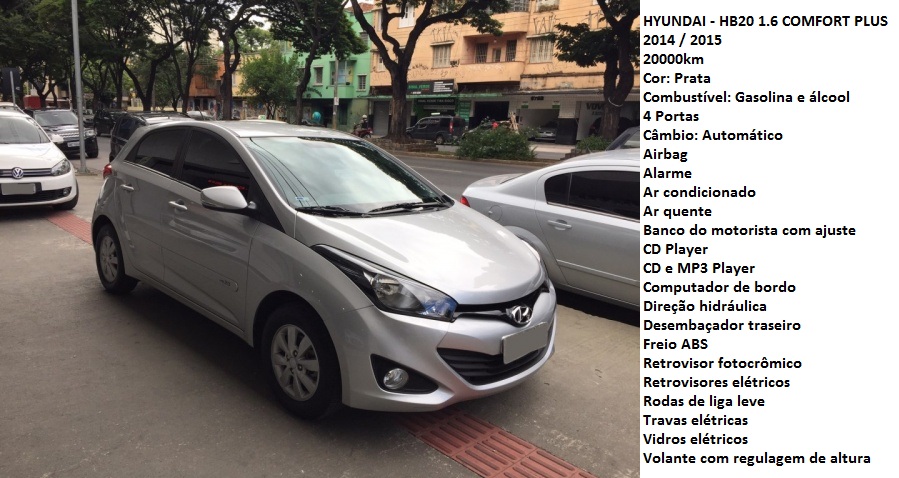 HYUNDAI - HB20 1.6 COMFORT PLUS
2014 / 2015
20000km
Cor: Prata
Combustível: Gasolina e álcool
4 Portas
Câmbio: Automático
Airbag
Alarme
Ar condicionado
Ar quente
Banco do motorista com ajuste
CD Player
CD e MP3 Player
Computador de bordo
Direção hidráulica
Desembaçador traseiro
Freio ABS
Retrovisor fotocrômico
Retrovisores elétricos
Rodas de liga leve
Travas elétricas
Vidros elétricos
Volante com regulagem de altura